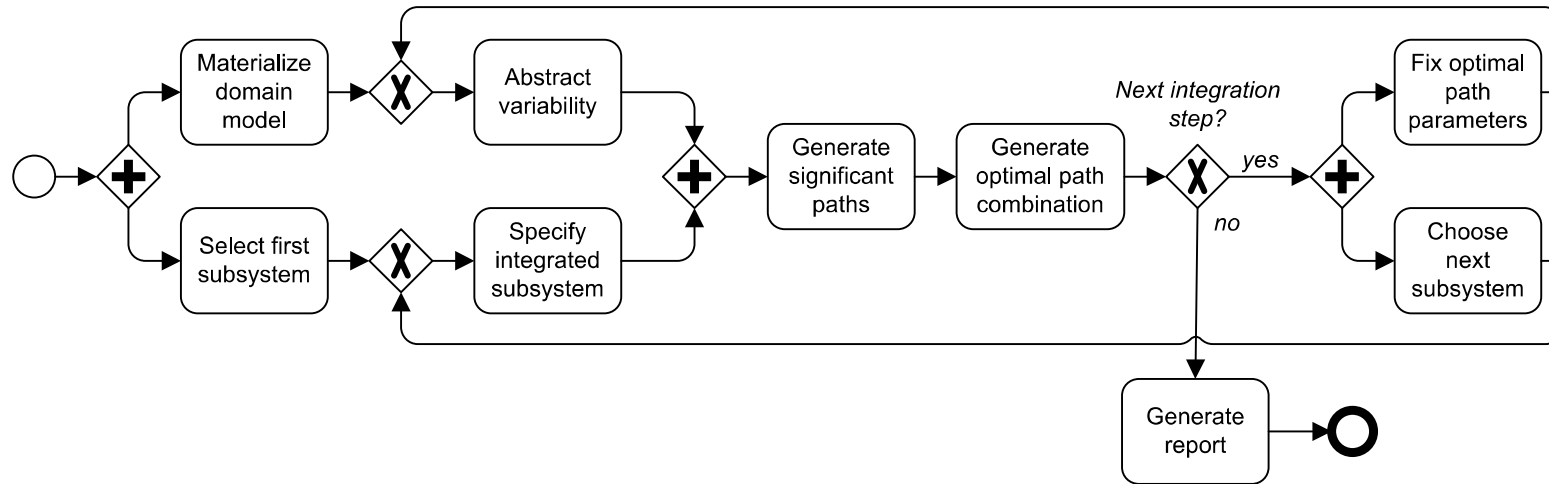 Materialize
domain
model
Select first
subsystem
Abstract
variability
Specify
integrated
subsystem
Generate
significant
paths
Generate
optimal path
combination
Next integration
step?
yes
no
Fix optimal
path
parameters
Choose
next
subsystem
Generate
report